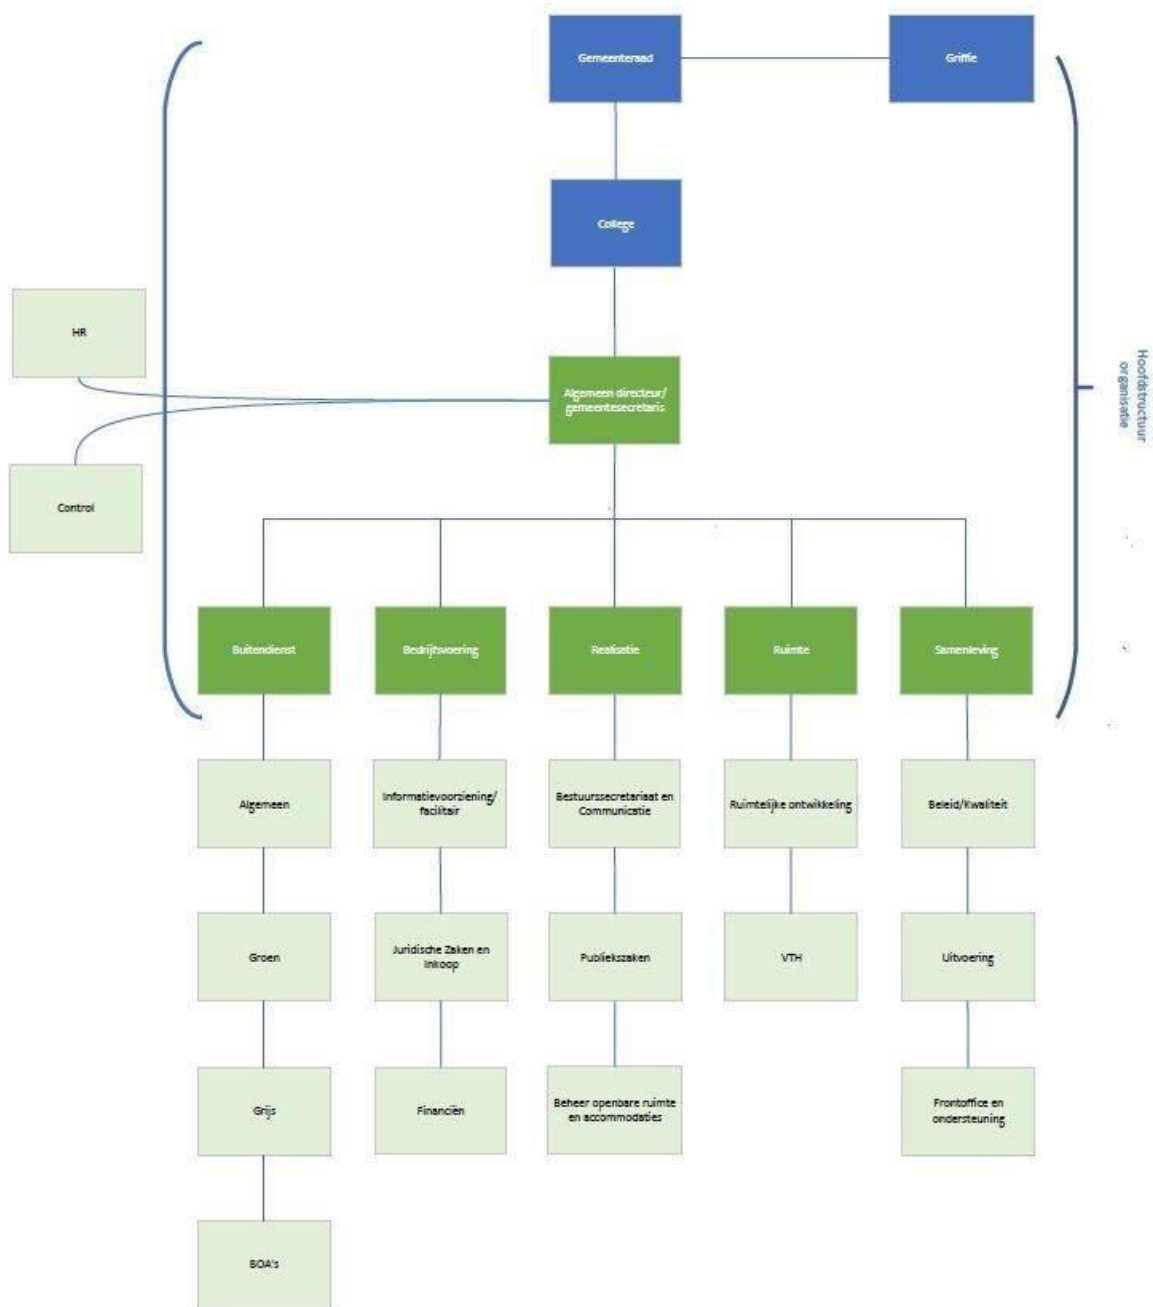 Gemeenteraad
Griffie
College
HR
Algemeen directeur/
gemeentesecretaris
Hoofdstructuur
organisatie
Control
Buitendienst
Bedrijfsvoering
Realisatie
Ruimte
Samenleving
Algemeen
Informatievoorziening/
facilitair
Bestuurssecretariaat en
Communicatie
Ruimtelijke ontwikkeling
Beleid/Kwaliteit
Groen
Juridische Zaken en
Inkoop
Publiekszaken
VTH
Uitvoering
Grijs
Financiën
Beheer openbare ruimte
en accommodaties
Frontoffice en
ondersteuning
BOA's